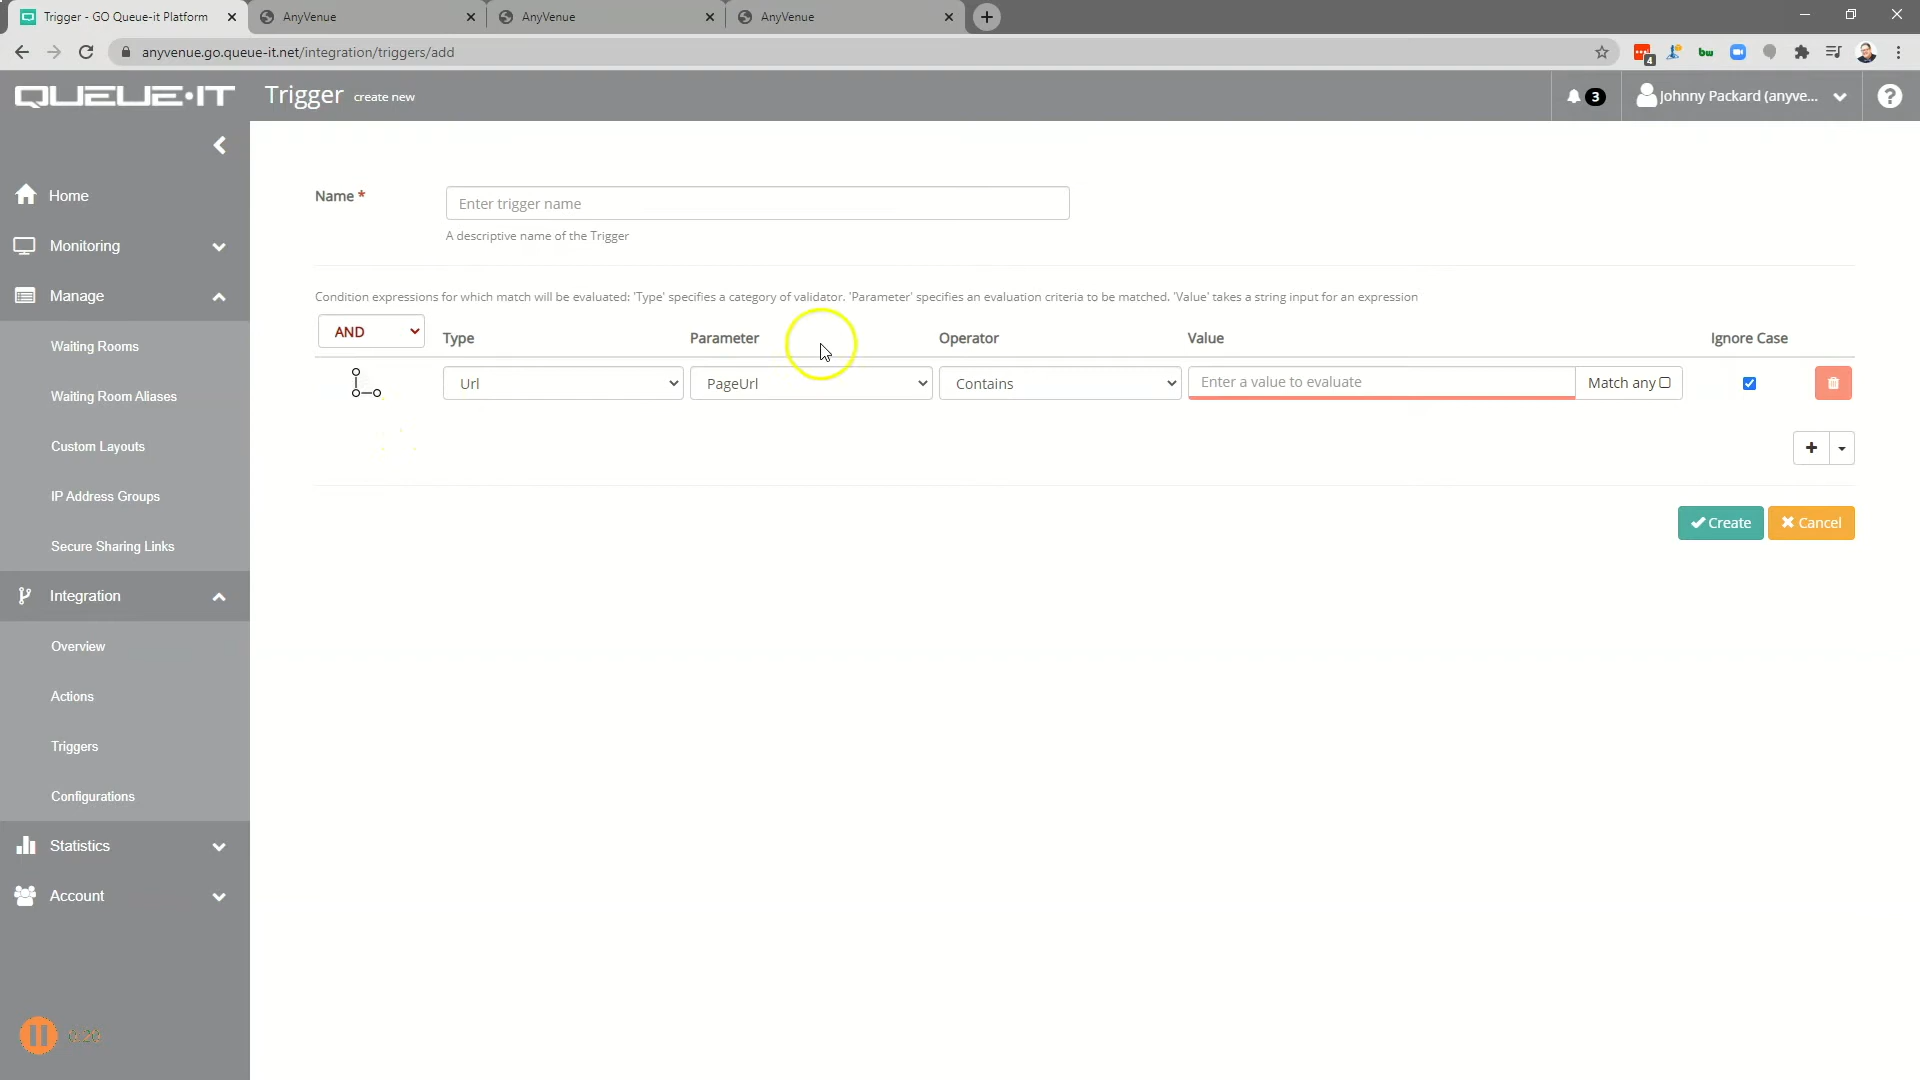 Trigger - GO Queue-it Platform
AnyVenue
AnyVenue
AnyVenue
anyvenue.go.queue-it.net/integration/triggers/add
4
bw
QUEUE-IT
Trigger create new
3
Johnny Packard (anyve...
Home
Monitoring
Manage
Waiting Rooms
Waiting Room Aliases
Custom Layouts
IP Address Groups
Secure Sharing Links
Integration
Overview
Actions
Triggers
Configurations
Statistics
Account
0:20
Name *
Enter trigger name
A descriptive name of the Trigger
Condition expressions for which match will be evaluated: 'Type' specifies a category of validator. 'Parameter' specifies an evaluation criteria to be matched. 'Value' takes a string input for an expression
AND Type Parameter Operator Value Ignore Case
Url PageUrl Contains Enter a value to evaluate Match any
Create Cancel